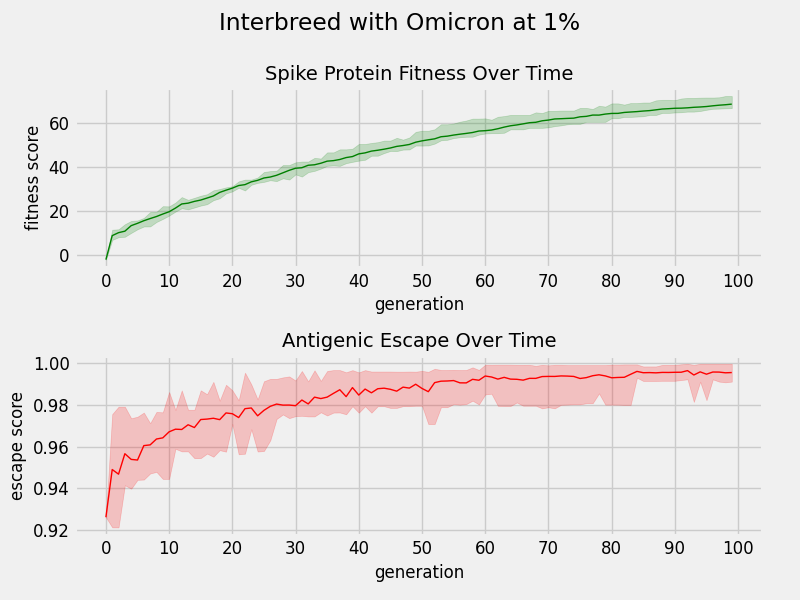 Interbreed with Omicron at 1%
Spike Protein Fitness Over Time
60
40
20
0
fitness score
0 10 20 30 40 50 60 70 80 90 100
generation
Antigenic Escape Over Time
1.00
0.98
0.96
0.94
0.92
escape score
0 10 20 30 40 50 60 70 80 90 100
generation